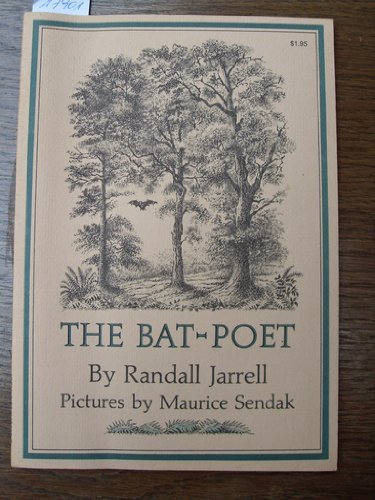 $1.95
THE BAT-POET
By Randall Jarrell
Pictures by Maurice Sendak